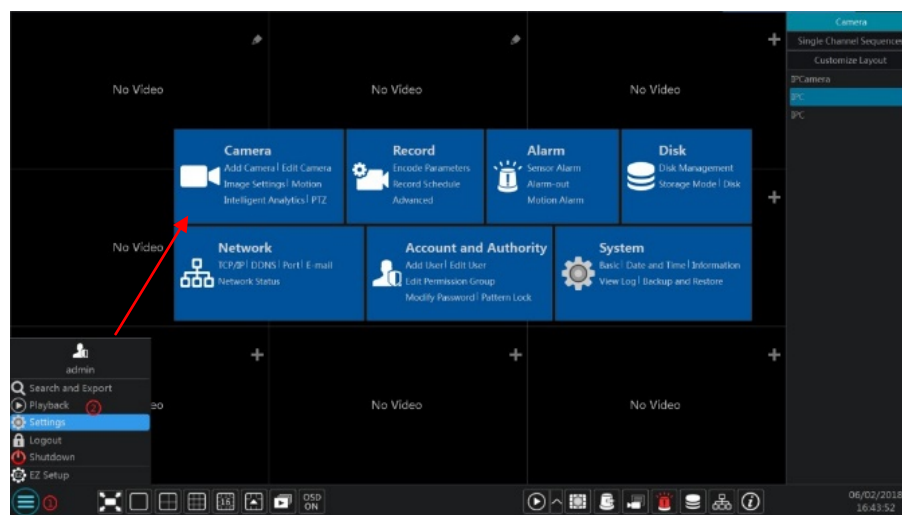 Camera
Single Channel Sequences
Customize Layout
IPCamera
IPC
IPC
No Video
No Video
No Video
Camera
Add Camera | Edit Camera
Image Settings | Motion
Intelligent Analytics | PTZ
Record
Encode Parameters
Record Schedule
Advanced
Alarm
Sensor Alarm
Alarm-out
Motion Alarm
Disk
Disk Management
Storage Mode | Disk
No Video
Network
TCP/IP | DDNS | Port | E-mail
Network Status
Account and Authority
Add User | Edit User
Edit Permission Group
Modify Password | Pattern Lock
System
Basic | Date and Time | Information
View Log | Backup and Restore
admin
Search and Export
Playback
2
Settings
Logout
Shutdown
EZ Setup
eo
No Video
No Video
1
16
OSD
ON
06/02/2018
16:43:52